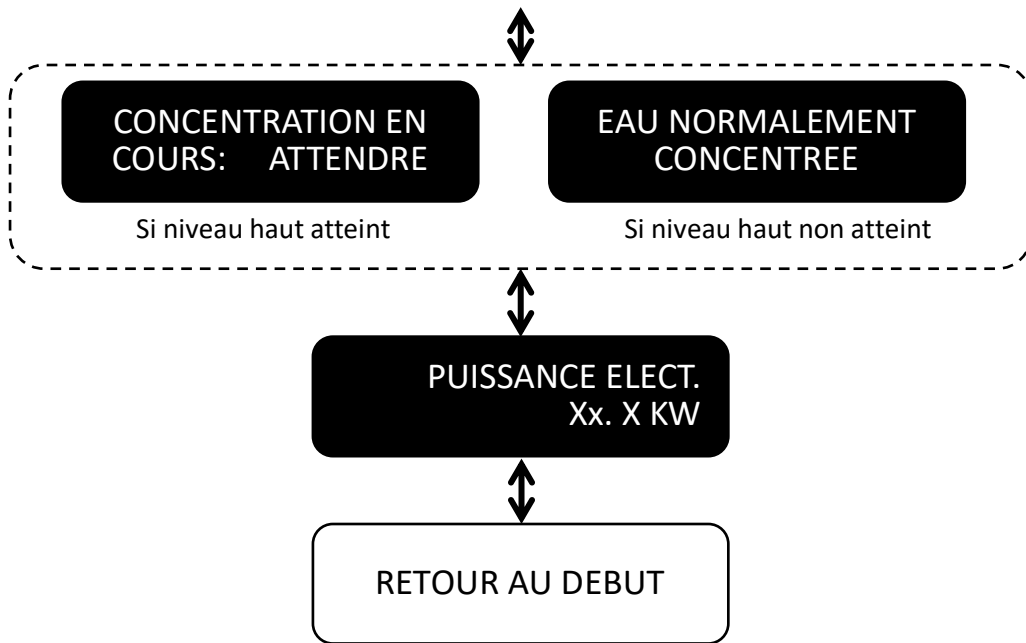 CONCENTRATION EN
COURS: ATTENDRE
Si niveau haut atteint
EAU NORMALEMENT
CONCENTREE
Si niveau haut non atteint
PUISSANCE ELECT.
Xx. X KW
RETOUR AU DEBUT